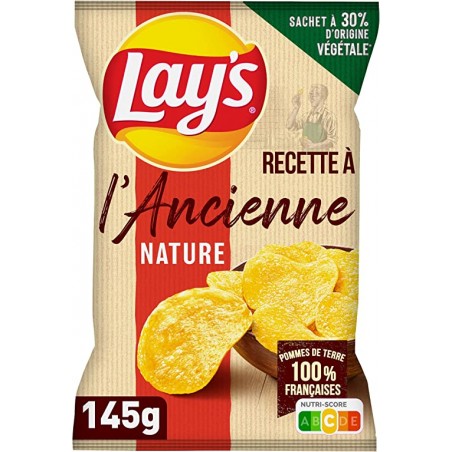 SACHET À 30%
D'ORIGINE
VÉGÉTALE*
Lay's®
RECETTE À
l'Ancienne
NATURE
POMMES DE TERRE
100%
FRANÇAISES
NUTRI-SCORE
A B C D E
145g